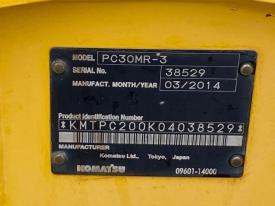 MODEL PC30MR-3
SERIAL NO. 38529
MANUFACT. MONTH/YEAR 03/2014
Product Identification Number
*KMTPC200K04038529*
MANUFACTURER
Komatsu Ltd. Tokyo, Japan
KOMATSU 09601-14000